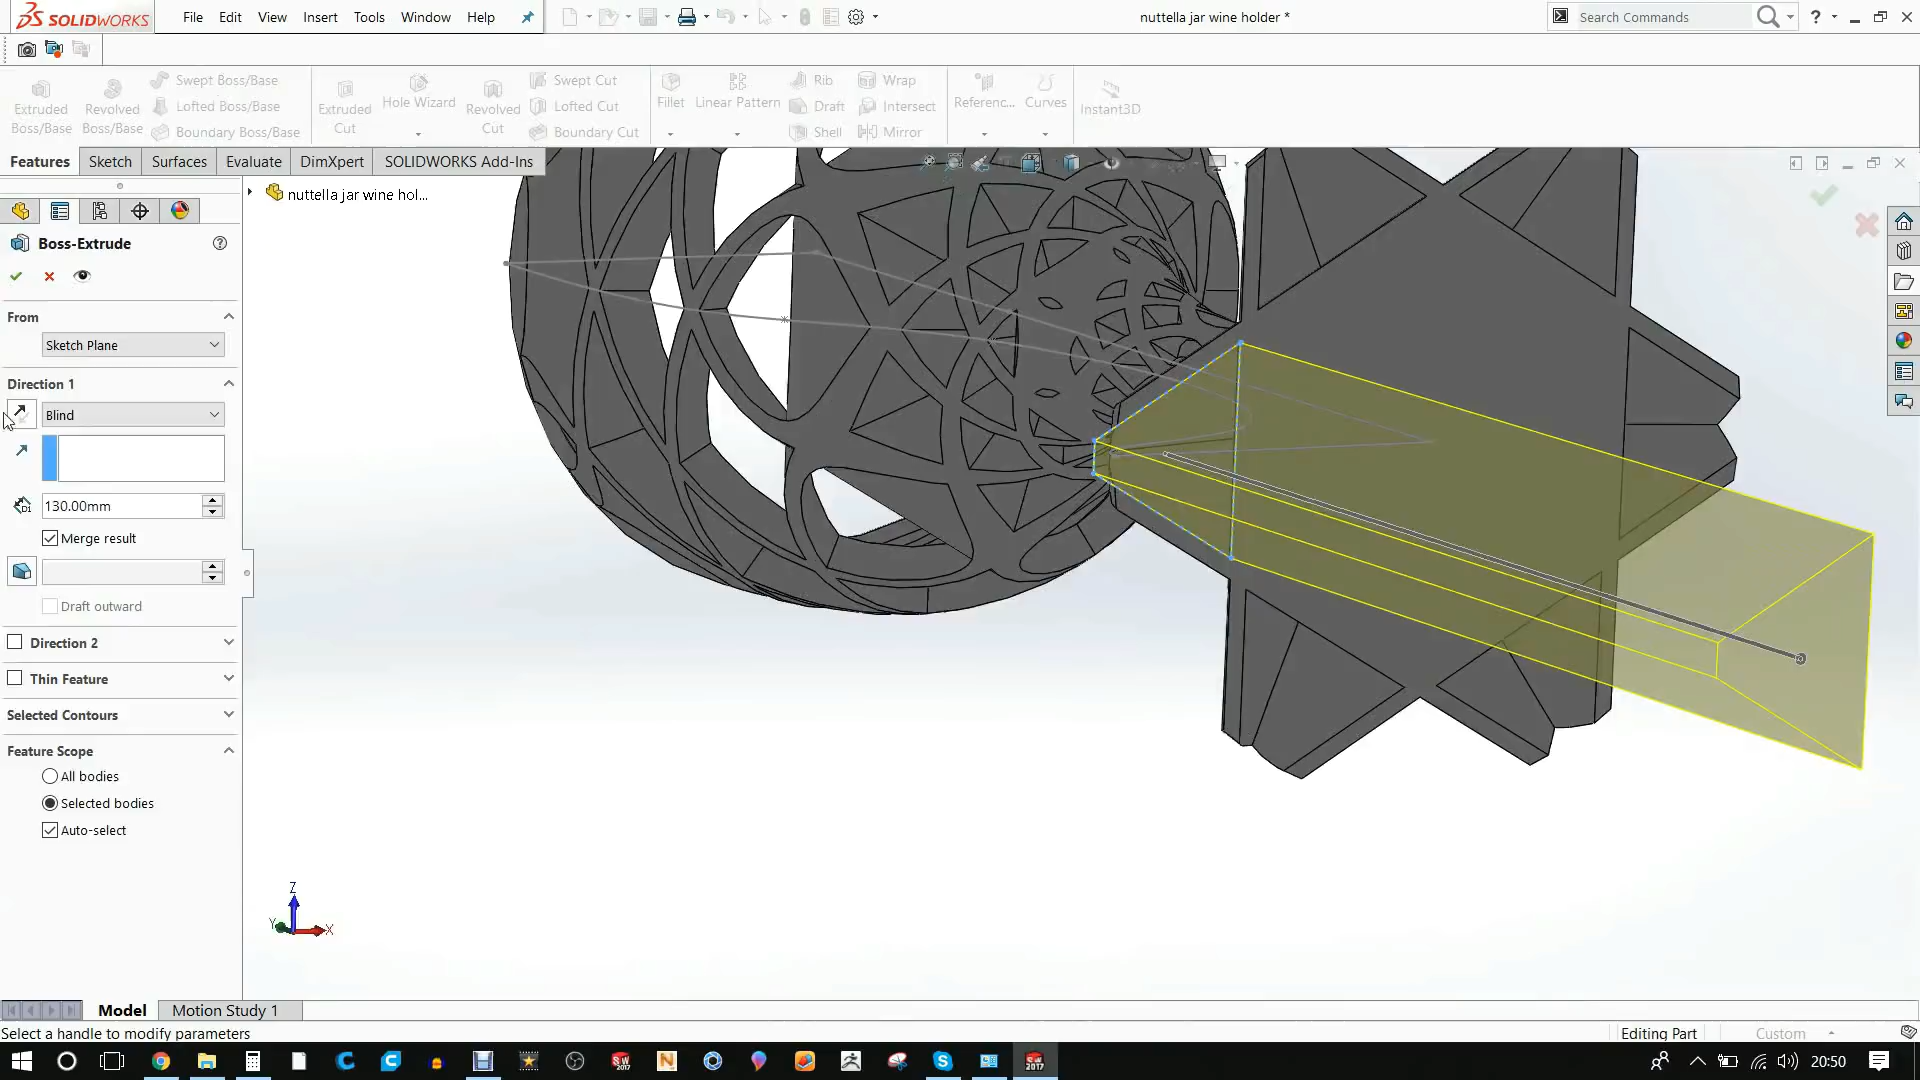 SOLIDWORKS File Edit View Insert Tools Window Help nuttella jar wine holder * Search Commands ?
Extruded Boss/Base
Revolved Boss/Base
Swept Boss/Base
Lofted Boss/Base
Boundary Boss/Base
Extruded Cut
Hole Wizard
Revolved Cut
Swept Cut
Lofted Cut
Boundary Cut
Fillet
Linear Pattern
Rib
Draft
Shell
Wrap
Intersect
Mirror
Referenc...
Curves
Instant3D
Features Sketch Surfaces Evaluate DimXpert SOLIDWORKS Add-Ins
nuttella jar wine hol...
Boss-Extrude ?
From
Sketch Plane
Direction 1
Blind
130.00mm
Merge result
Draft outward
Direction 2
Thin Feature
Selected Contours
Feature Scope
All bodies
Selected bodies
Auto-select
Z
Y X
Model Motion Study 1
Select a handle to modify parameters Editing Part Custom
20:50